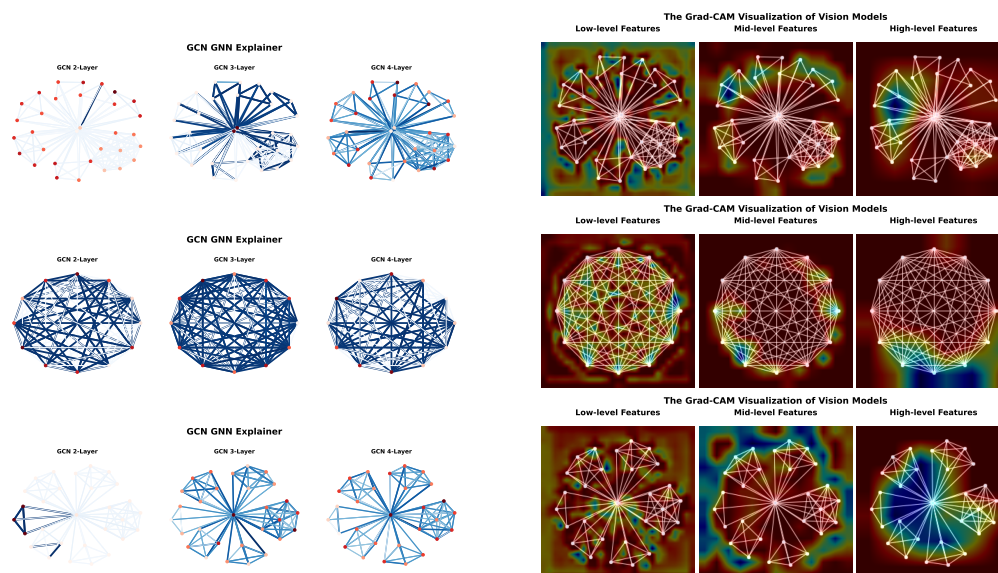 GCN GNN Explainer
GCN 2-Layer GCN 3-Layer GCN 4-Layer
The Grad-CAM Visualization of Vision Models
Low-level Features Mid-level Features High-level Features
GCN GNN Explainer
GCN 2-Layer GCN 3-Layer GCN 4-Layer
The Grad-CAM Visualization of Vision Models
Low-level Features Mid-level Features High-level Features
GCN GNN Explainer
GCN 2-Layer GCN 3-Layer GCN 4-Layer
The Grad-CAM Visualization of Vision Models
Low-level Features Mid-level Features High-level Features